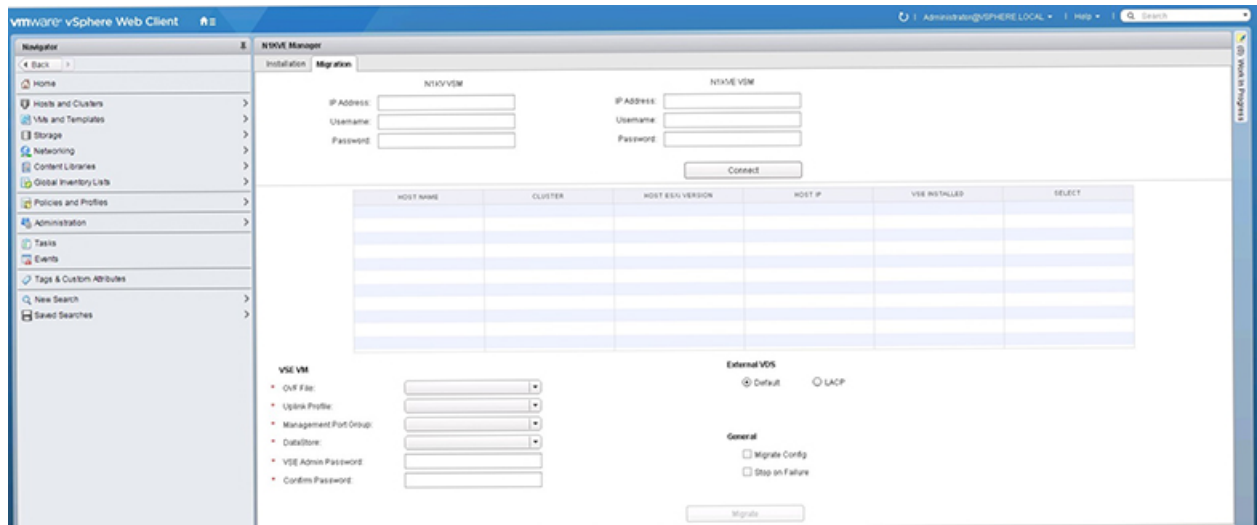 vmware vSphere Web Client
Administrator@VSPHERE.LOCAL
Help
Search
Navigator
Back
Home
Hosts and Clusters
VMs and Templates
Storage
Networking
Content Libraries
Global Inventory Lists
Policies and Profiles
Administration
Tasks
Events
Tags & Custom Attributes
New Search
Saved Searches
N1KVE Manager
Installation Migration
N1KV VSM
IP Address:
Username:
Password:
N1KVE VSM
IP Address:
Username:
Password:
Connect
HOST NAME CLUSTER HOST ESXi VERSION HOST IP VSE INSTALLED SELECT
VSE VM
* OVF File:
* Uplink Profile:
* Management Port Group:
* DataStore:
* VSE Admin Password:
* Confirm Password:
External VDS
Default LACP
General
Migrate Config
Stop on Failure
Migrate
(0) Work In Progress